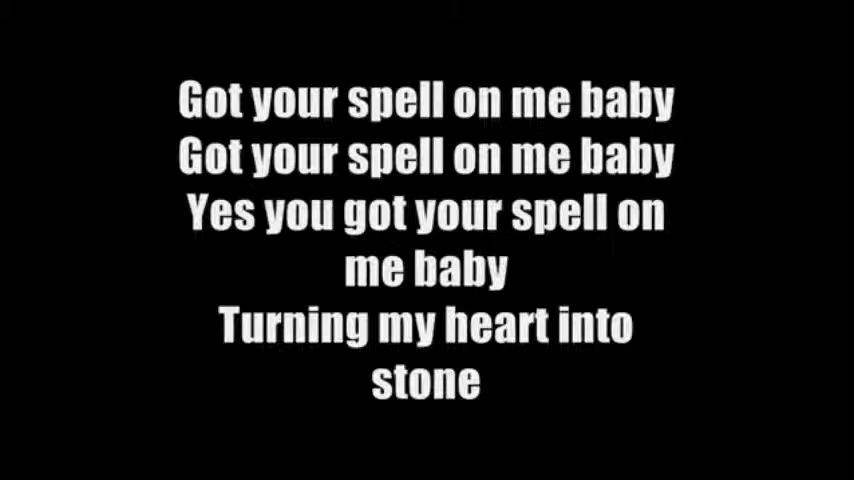 Got your spell on me baby
Got your spell on me baby
Yes you got your spell on
me baby
Turning my heart into
stone